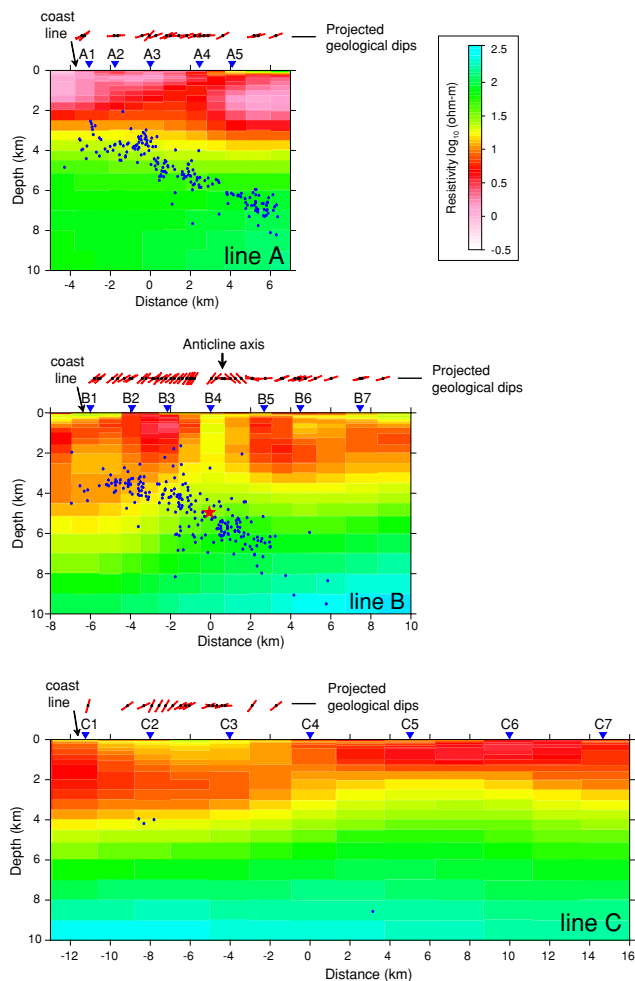 coast
line
Projected
geological dips
A1 A2 A3 A4 A5
0
2
4
6
8
10
Depth (km)
line A
-4 -2 0 2 4 6
Distance (km)
Resistivity log10 (ohm-m)
2.5
2
1.5
1
0.5
0
-0.5
Anticline axis
coast
line
Projected
geological dips
B1 B2 B3 B4 B5 B6 B7
0
2
4
6
8
10
Depth (km)
line B
-8 -6 -4 -2 0 2 4 6 8 10
Distance (km)
coast
line
Projected
geological dips
C1 C2 C3 C4 C5 C6 C7
0
2
4
6
8
10
Depth (km)
line C
-12 -10 -8 -6 -4 -2 0 2 4 6 8 10 12 14 16
Distance (km)